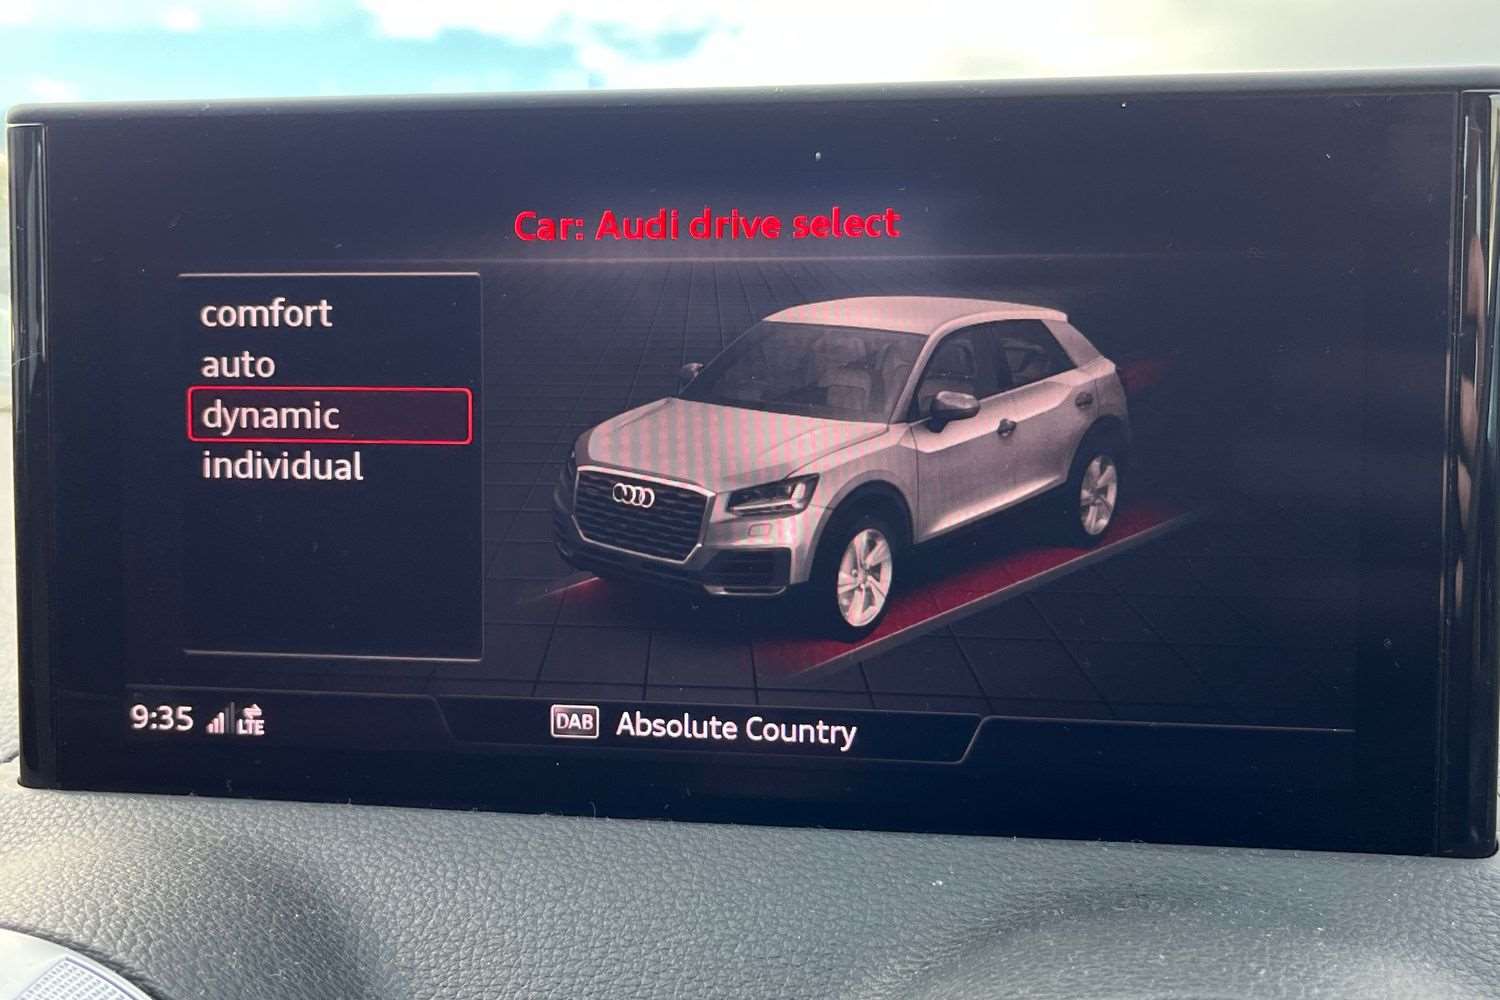 Car: Audi drive select
comfort
auto
dynamic
individual
9:35 LTE
DAB Absolute Country